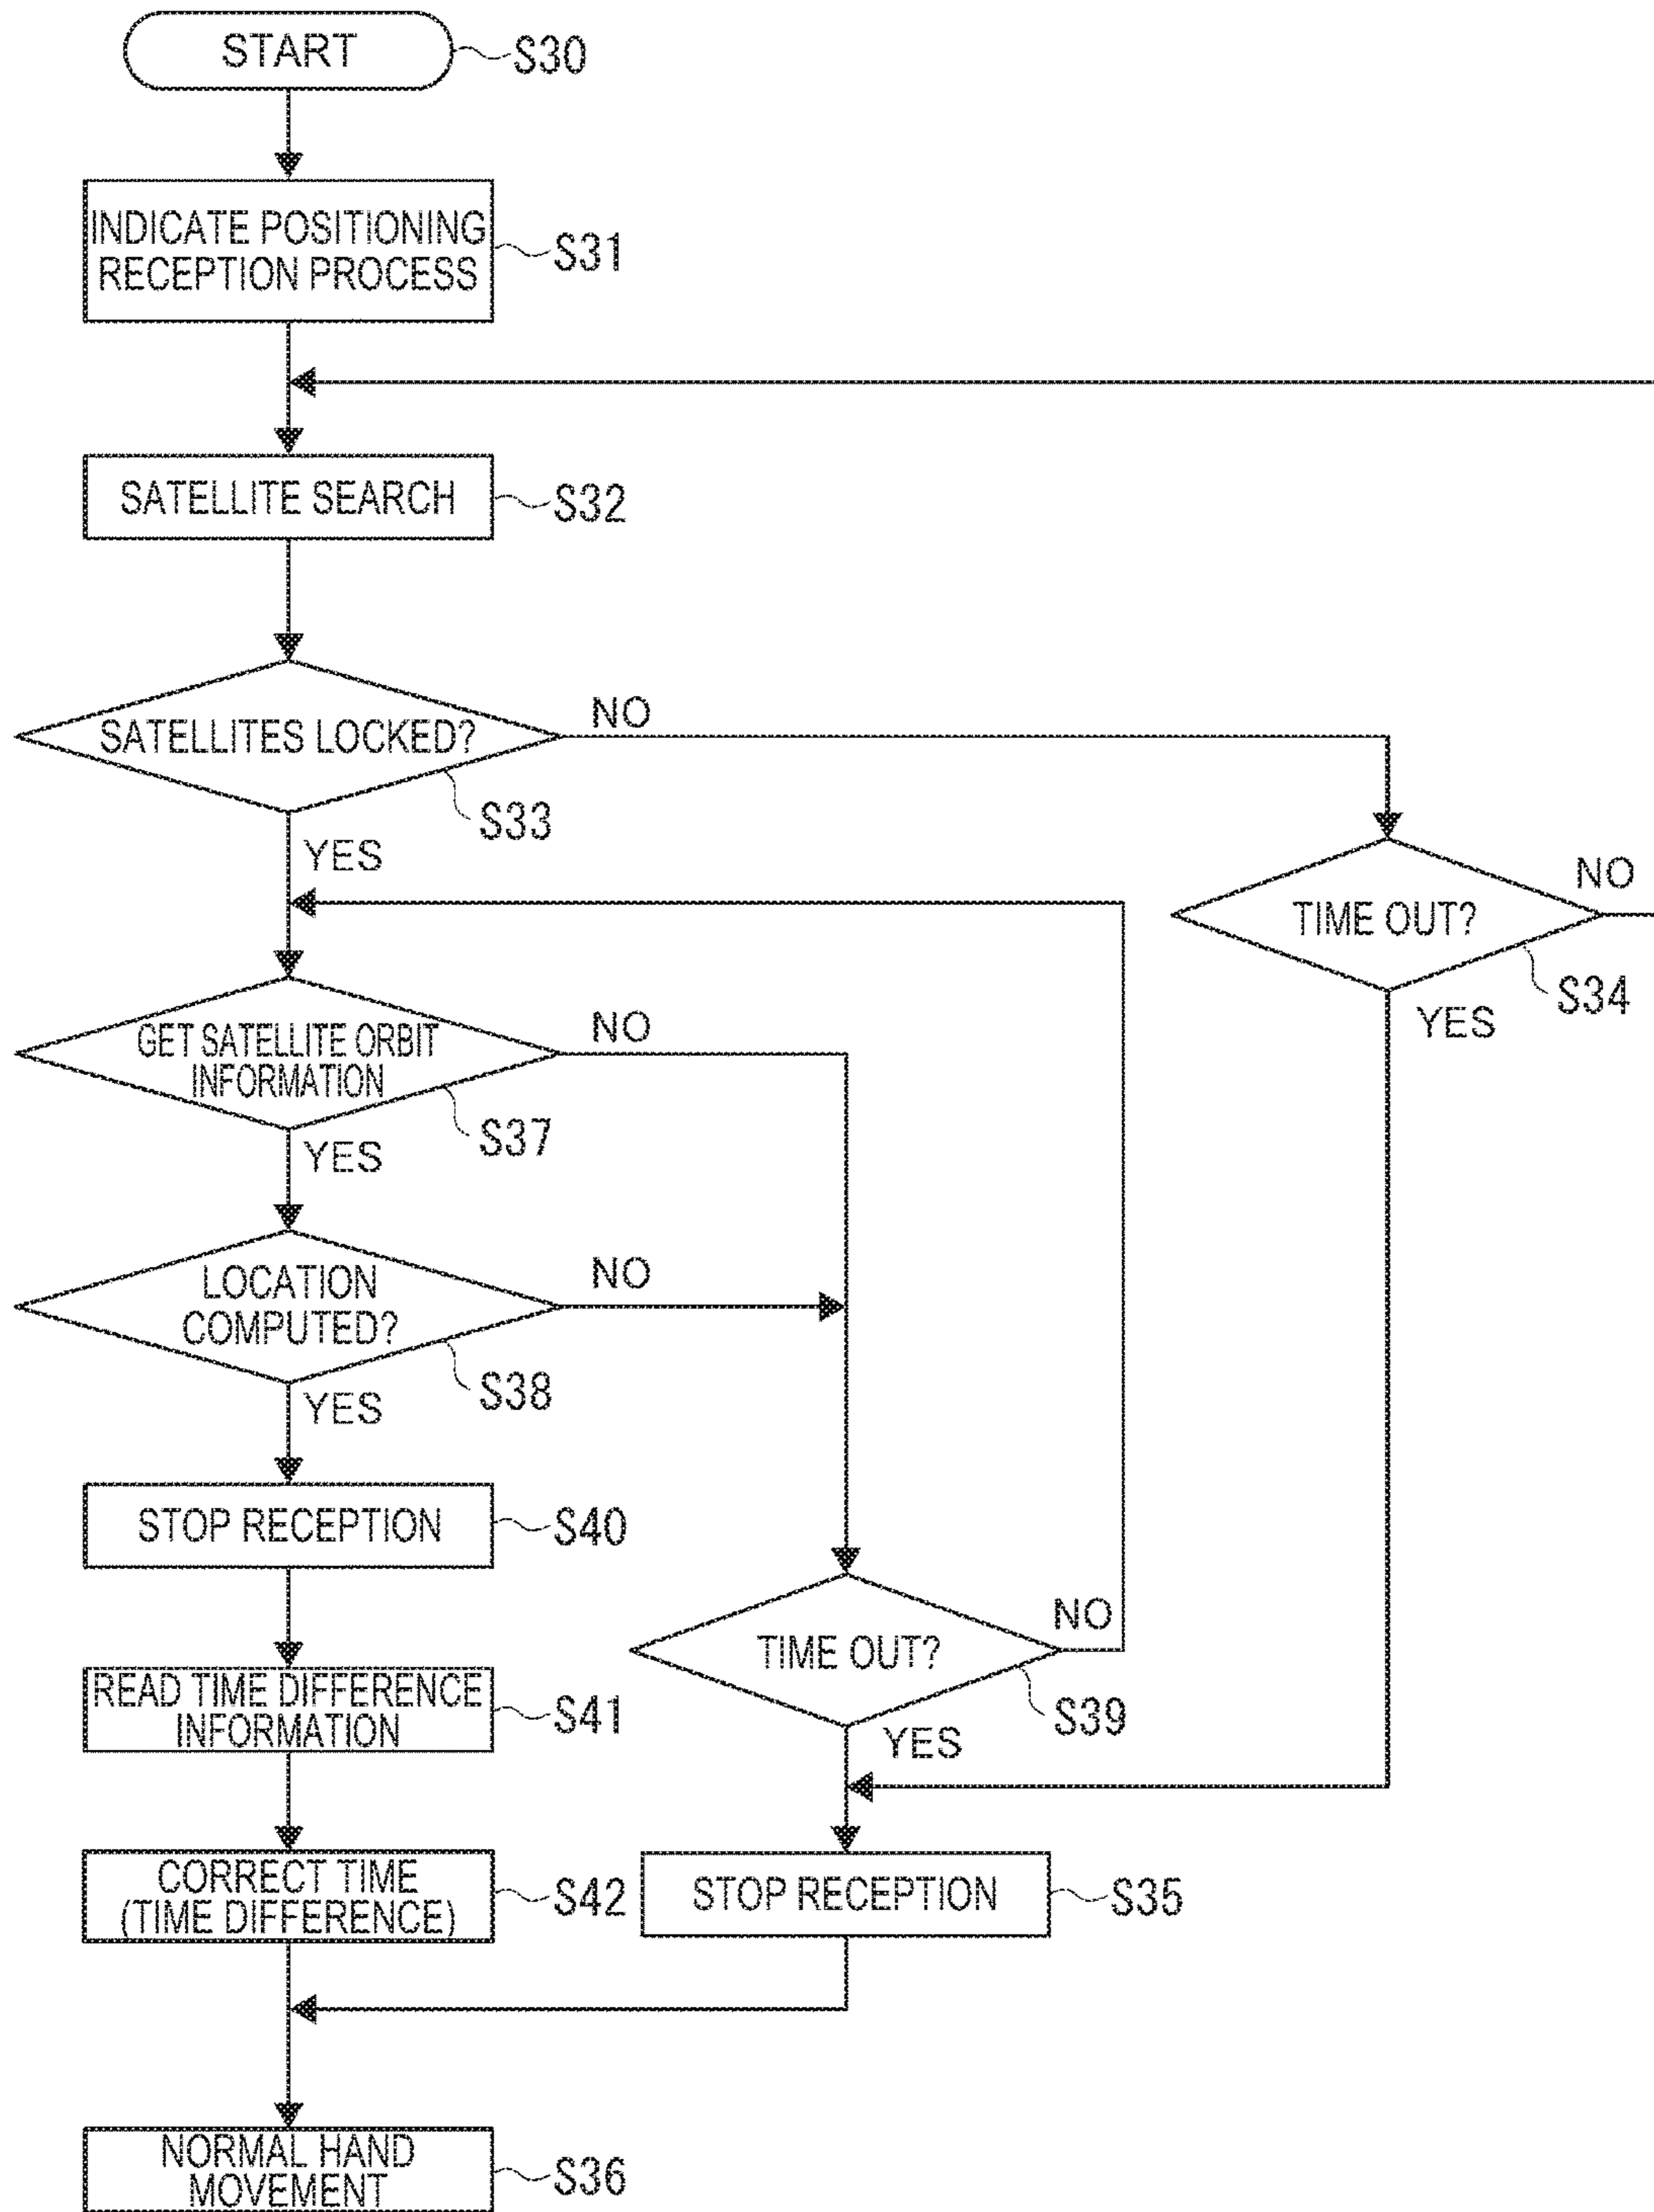 START
S30
INDICATE POSITIONING
RECEPTION PROCESS
S31
SATELLITE SEARCH
S32
SATELLITES LOCKED?
NO
S33
YES
TIME OUT?
NO
S34
YES
GET SATELLITE ORBIT
INFORMATION
NO
S37
YES
LOCATION
COMPUTED?
NO
S38
YES
STOP RECEPTION
S40
TIME OUT?
NO
S39
YES
READ TIME DIFFERENCE
INFORMATION
S41
CORRECT TIME
(TIME DIFFERENCE)
S42
STOP RECEPTION
S35
NORMAL HAND
MOVEMENT
S36